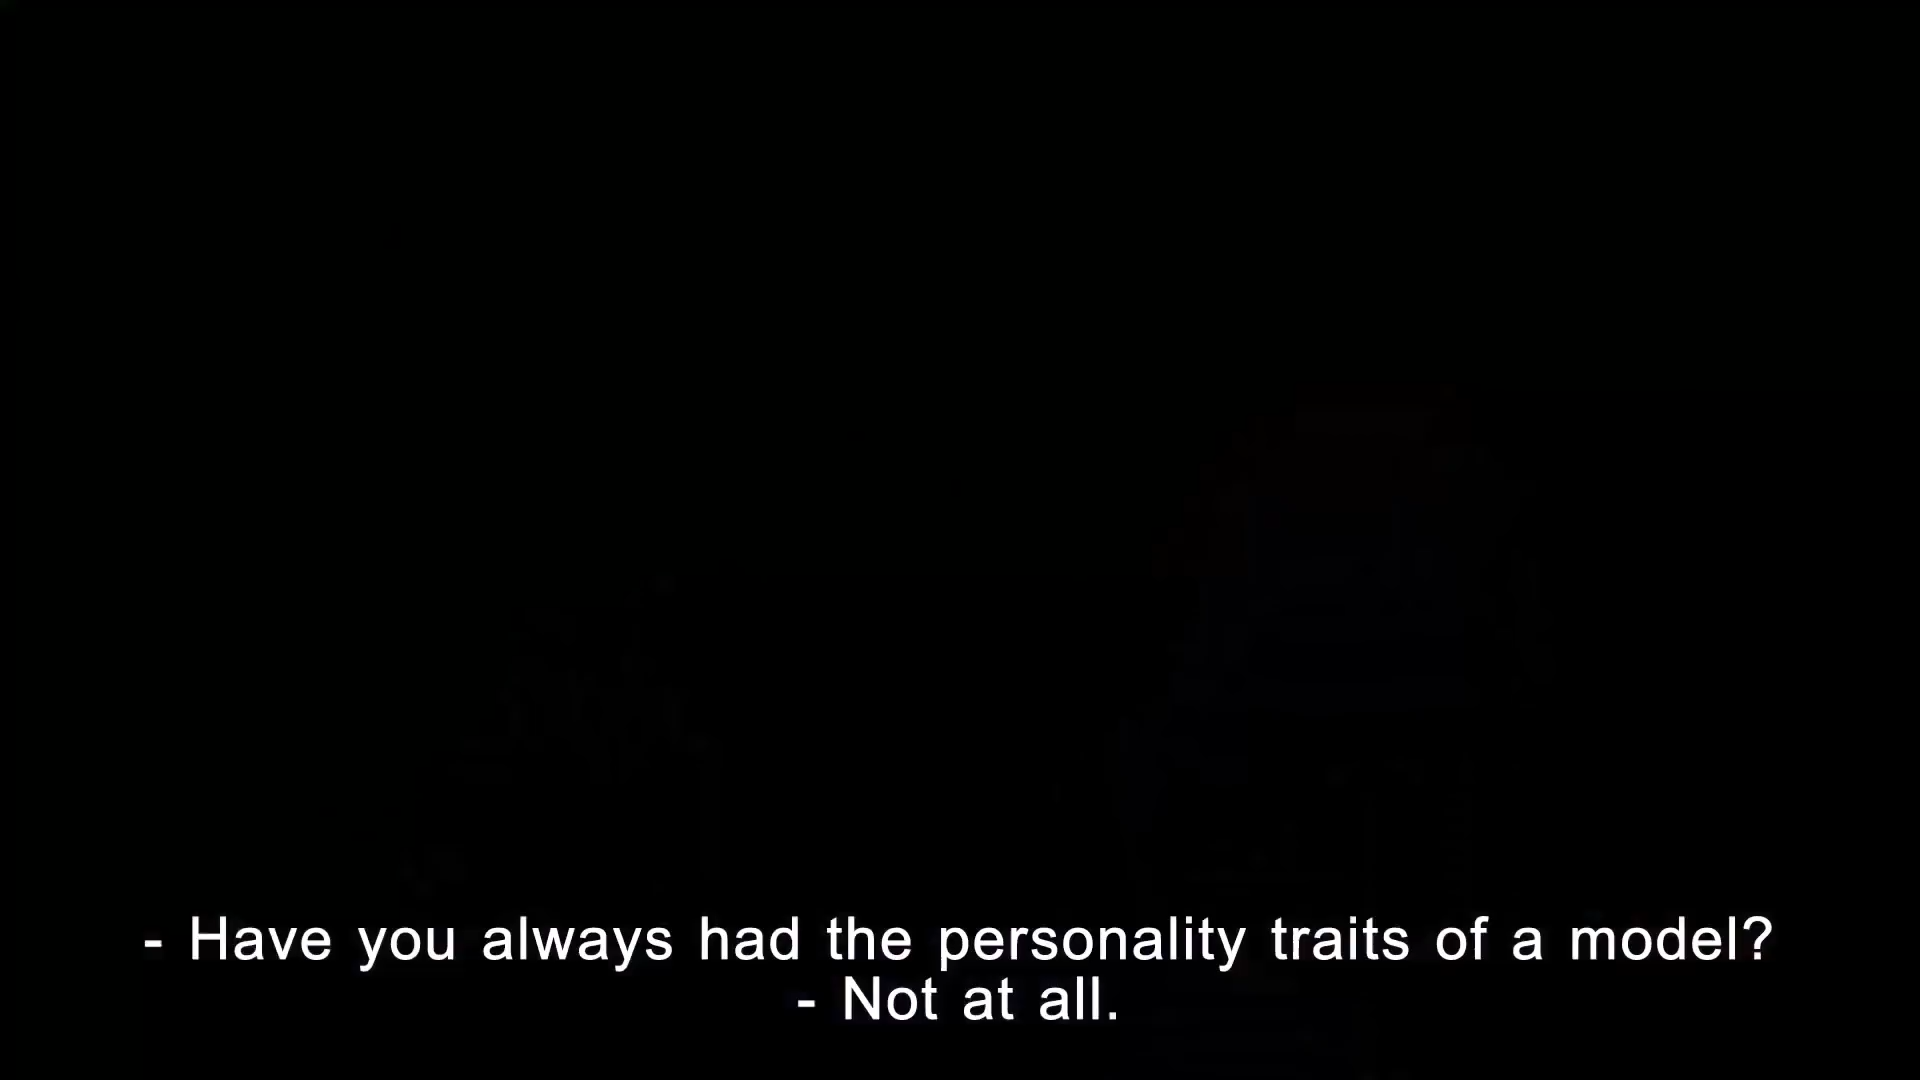 - Have you always had the personality traits of a model?
- Not at all.